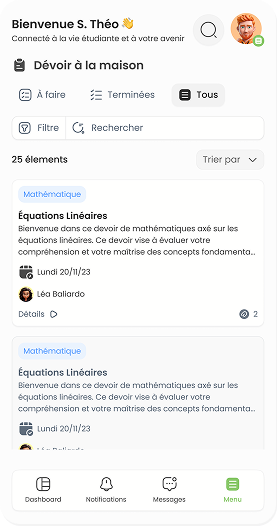 Bienvenue S. Théo 👋
Connecté à la vie étudiante et à votre avenir
Dévoir à la maison
À faire
Terminées
Tous
Filtre
Rechercher
25 élements
Trier par
Mathématique
Équations Linéaires
Bienvenue dans ce devoir de mathématiques axé sur les
équations linéaires. Ce devoir vise à évaluer votre
compréhension et votre maîtrise des concepts fondamenta...
Lundi 20/11/23
Léa Baliardo
Détails
2
Mathématique
Équations Linéaires
Bienvenue dans ce devoir de mathématiques axé sur les
équations linéaires. Ce devoir vise à évaluer votre
compréhension et votre maîtrise des concepts fondamenta...
Lundi 20/11/23
Léa Baliardo
Dashboard
Notifications
Messages
Menu